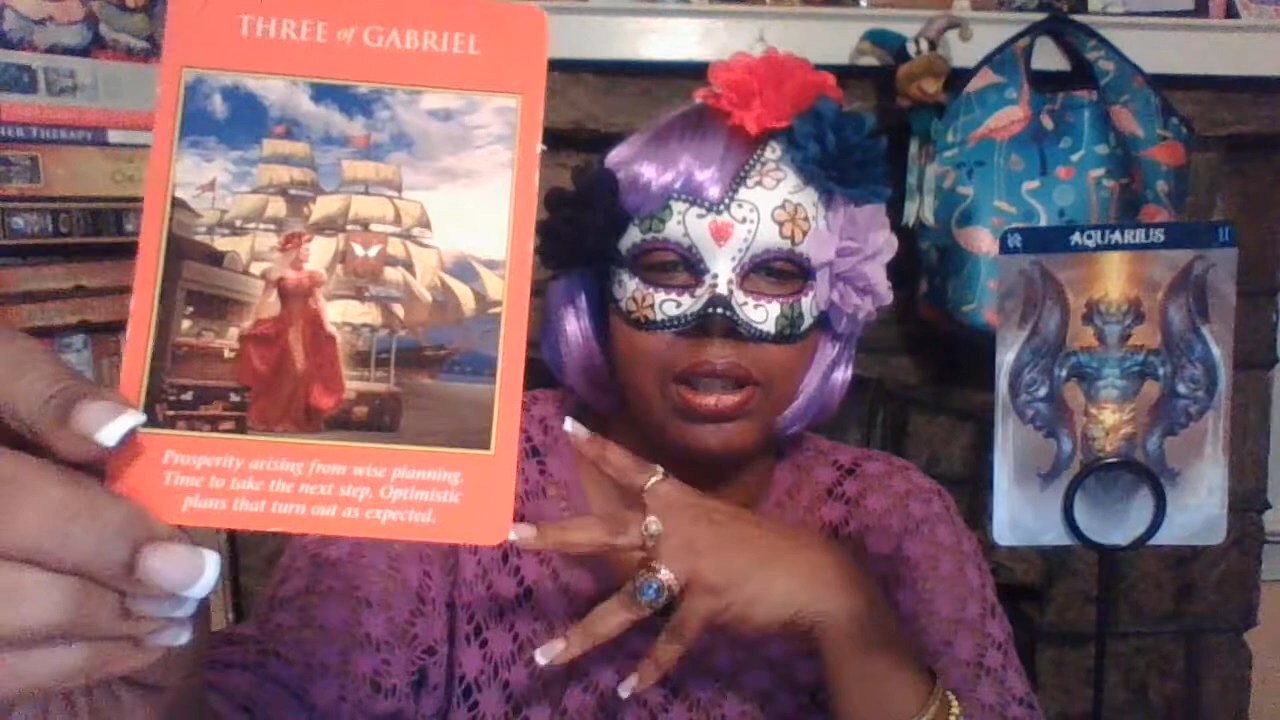 THREE of GABRIEL
Prosperity arising from wise planning.
Time to take the next step. Optimistic
plans that turn out as expected.
AQUARIUS
THERAPY